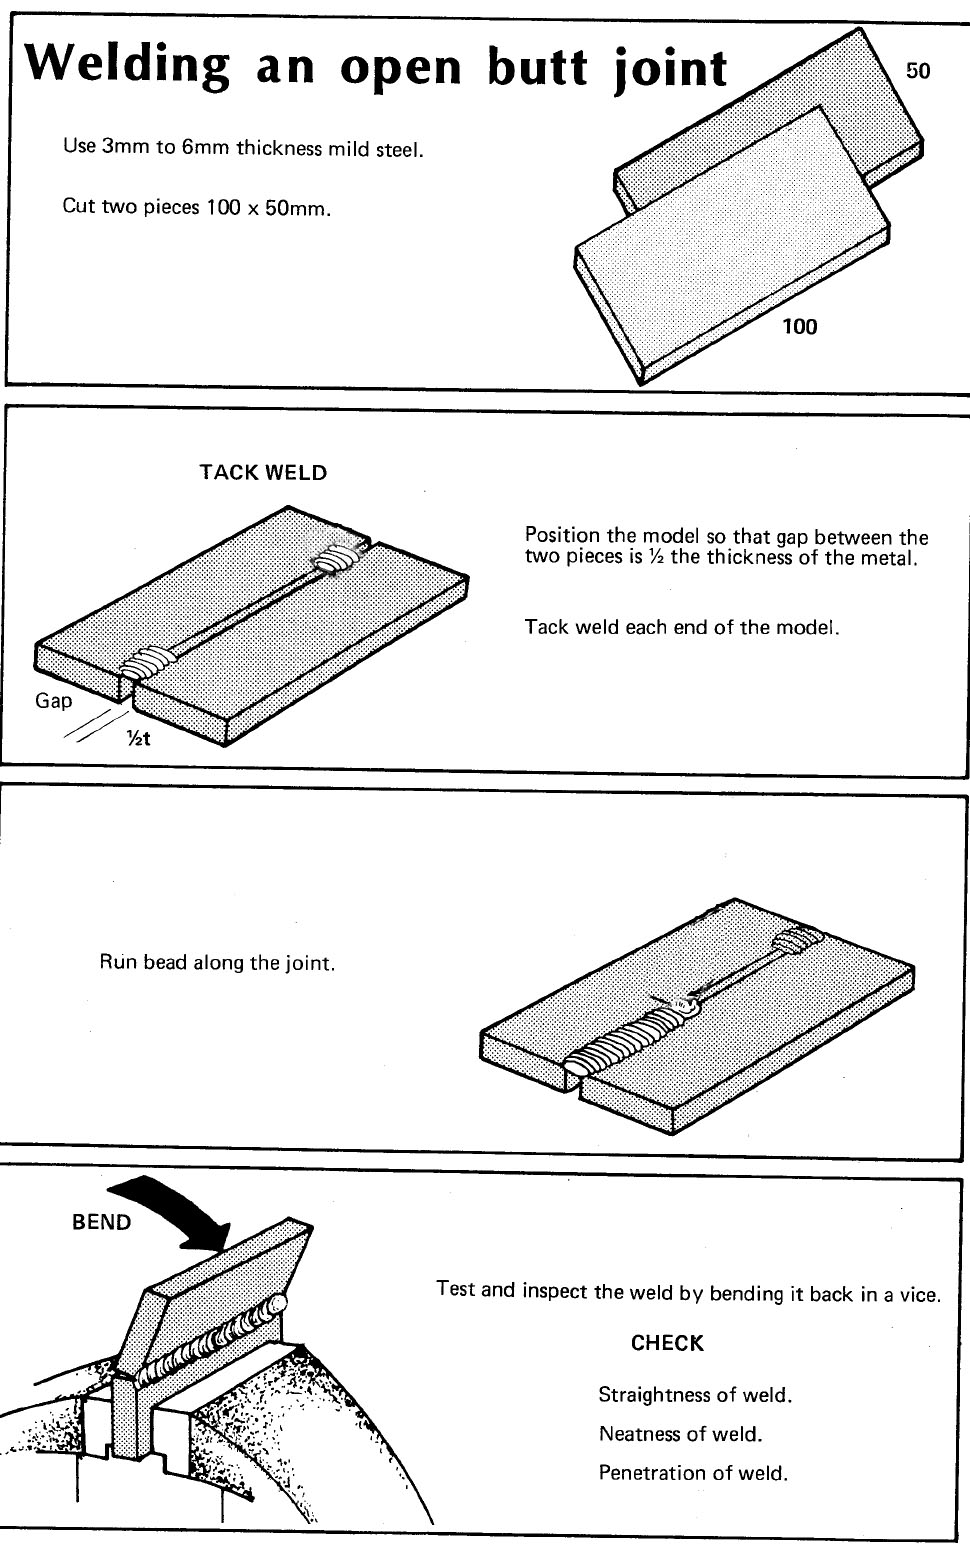 Welding an open butt joint
50
Use 3mm to 6mm thickness mild steel.
Cut two pieces 100 x 50mm.
100
TACK WELD
Position the model so that gap between the
two pieces is ½ the thickness of the metal.
Tack weld each end of the model.
Gap
½t
Run bead along the joint.
BEND
Test and inspect the weld by bending it back in a vice.
CHECK
Straightness of weld.
Neatness of weld.
Penetration of weld.